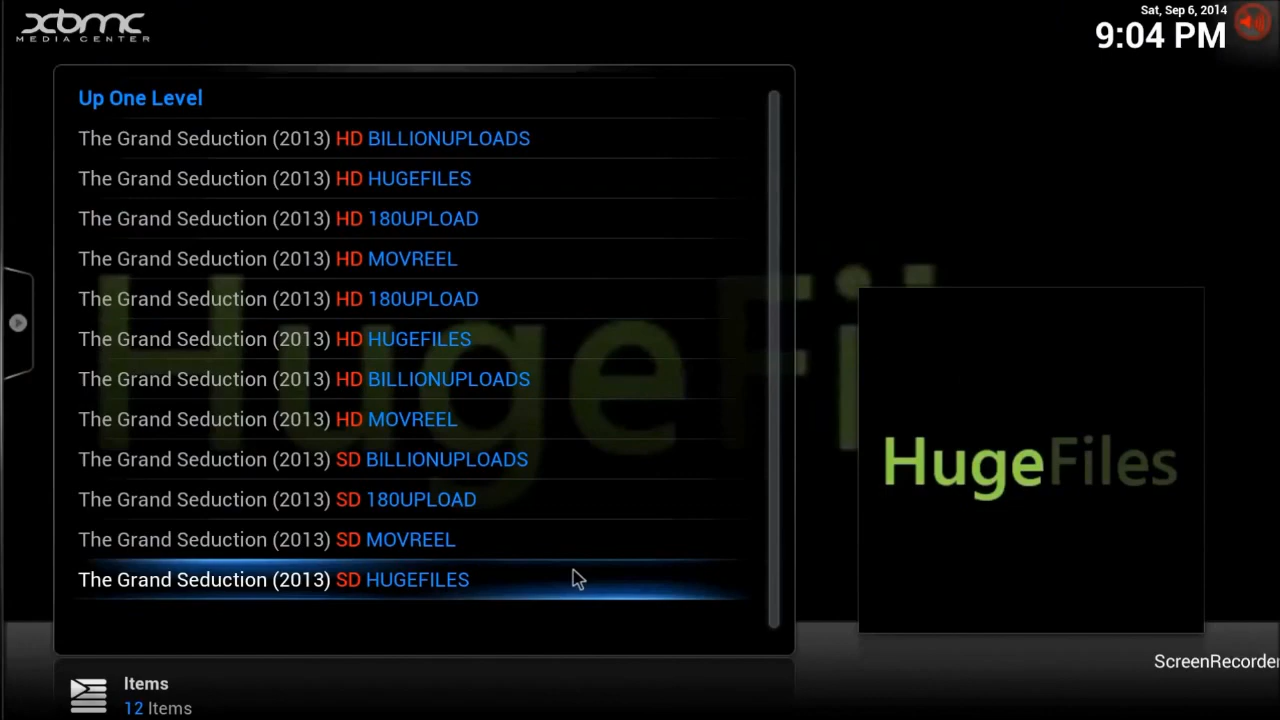 xbmc
MEDIA CENTER
Sat, Sep 6, 2014
9:04 PM
Up One Level
The Grand Seduction (2013) HD BILLIONUPLOADS
The Grand Seduction (2013) HD HUGEFILES
The Grand Seduction (2013) HD 180UPLOAD
The Grand Seduction (2013) HD MOVREEL
The Grand Seduction (2013) HD 180UPLOAD
The Grand Seduction (2013) HD HUGEFILES
The Grand Seduction (2013) HD BILLIONUPLOADS
The Grand Seduction (2013) HD MOVREEL
The Grand Seduction (2013) SD BILLIONUPLOADS
The Grand Seduction (2013) SD 180UPLOAD
The Grand Seduction (2013) SD MOVREEL
The Grand Seduction (2013) SD HUGEFILES
HugeFil
HugeFiles
ScreenRecorder
Items
12 Items